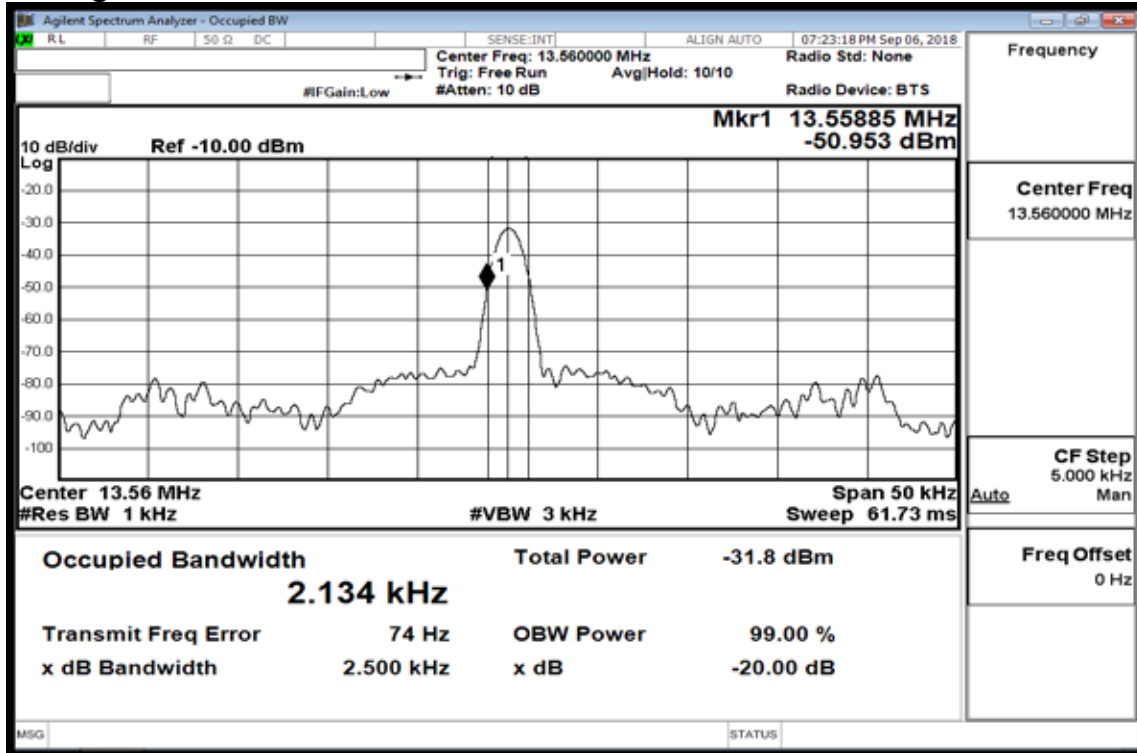 Agilent Spectrum Analyzer - Occupied BW
RL RF 50 Ω DC SENSE:INT ALIGN AUTO 07:23:18 PM Sep 06, 2018
Center Freq: 13.560000 MHz Radio Std: None
Trig: Free Run Avg|Hold: 10/10
#IFGain:Low #Atten: 10 dB Radio Device: BTS
Mkr1 13.55885 MHz
-50.953 dBm
10 dB/div Ref -10.00 dBm
Log
-20.0
-30.0
-40.0
1
-50.0
-60.0
-70.0
-80.0
-90.0
-100
Center 13.56 MHz Span 50 kHz
#Res BW 1 kHz #VBW 3 kHz Sweep 61.73 ms
Occupied Bandwidth Total Power -31.8 dBm
2.134 kHz
Transmit Freq Error 74 Hz OBW Power 99.00 %
x dB Bandwidth 2.500 kHz x dB -20.00 dB
MSG STATUS
Frequency
Center Freq
13.560000 MHz
CF Step
5.000 kHz
Auto Man
Freq Offset
0 Hz